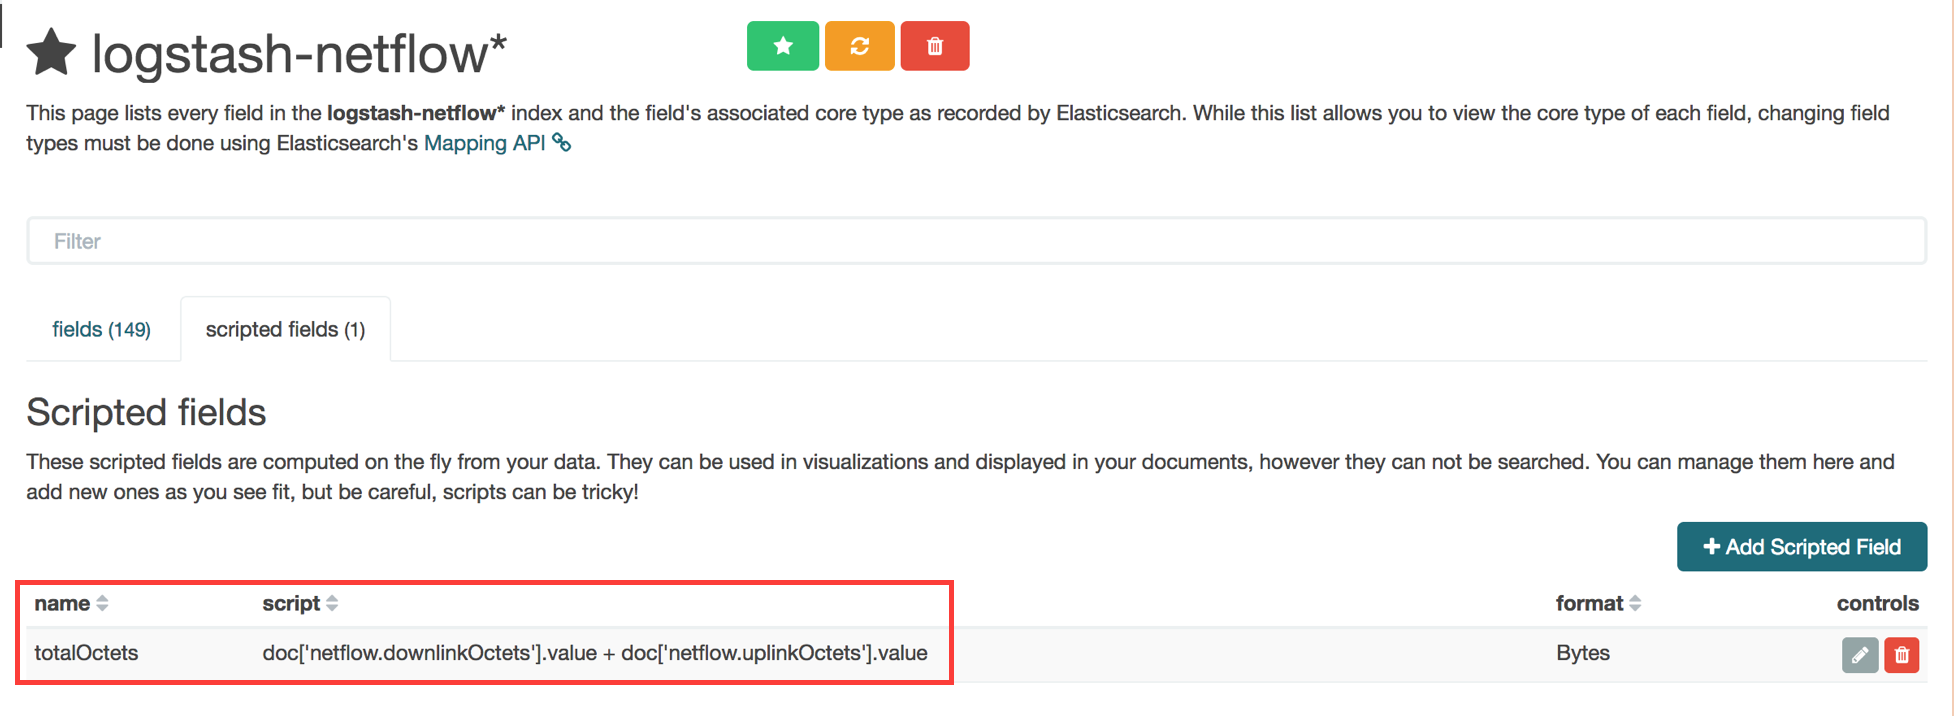 logstash-netflow*
This page lists every field in the logstash-netflow* index and the field's associated core type as recorded by Elasticsearch. While this list allows you to view the core type of each field, changing field
types must be done using Elasticsearch's Mapping API
Filter
fields (149) scripted fields (1)
Scripted fields
These scripted fields are computed on the fly from your data. They can be used in visualizations and displayed in your documents, however they can not be searched. You can manage them here and
add new ones as you see fit, but be careful, scripts can be tricky!
Add Scripted Field
name script format controls
totalOctets doc['netflow.downlinkOctets'].value + doc['netflow.uplinkOctets'].value Bytes